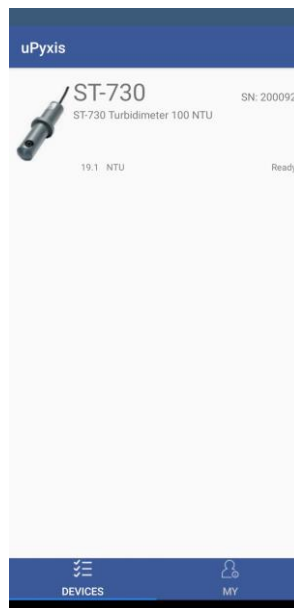 uPyxis
ST-730
SN: 200092
ST-730 Turbidimeter 100 NTU
19.1 NTU
Ready
DEVICES
MY